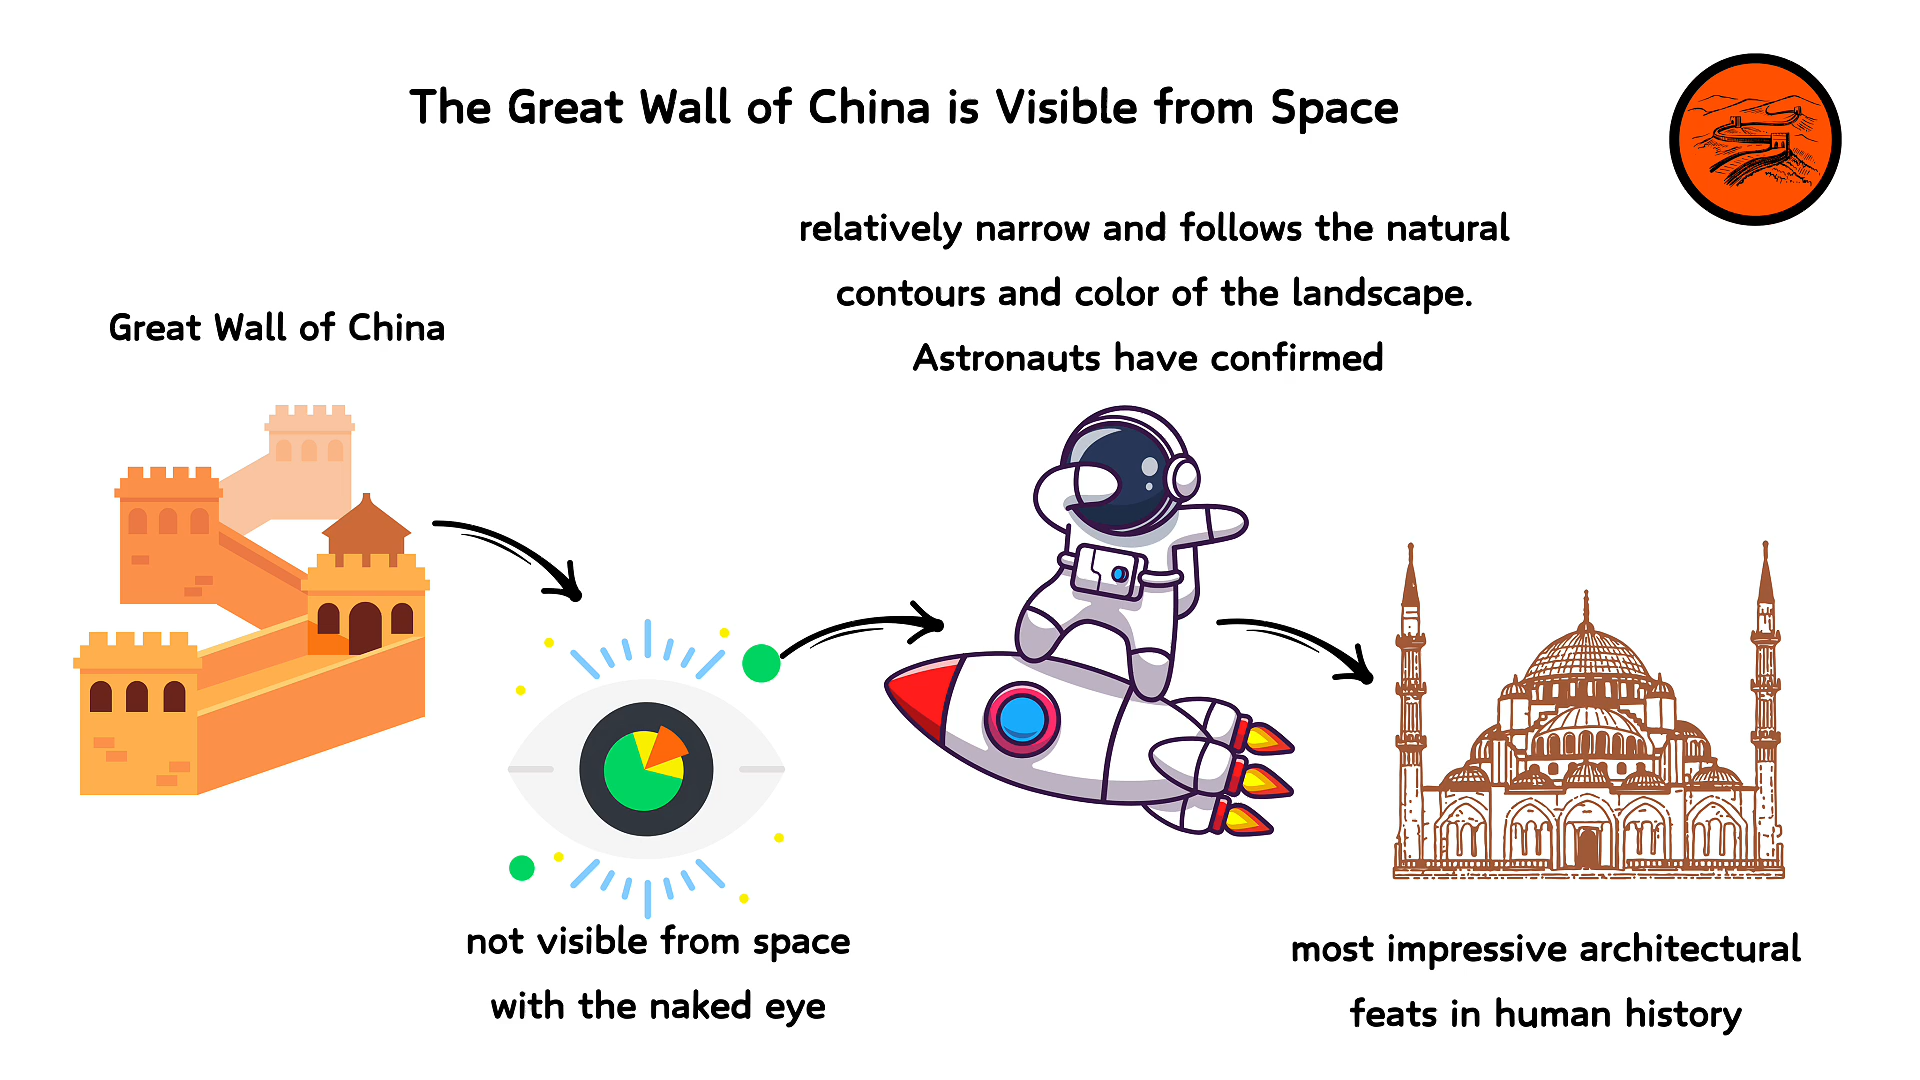 The Great Wall of China is Visible from Space
Great Wall of China
not visible from space
with the naked eye
relatively narrow and follows the natural
contours and color of the landscape.
Astronauts have confirmed
most impressive architectural
feats in human history